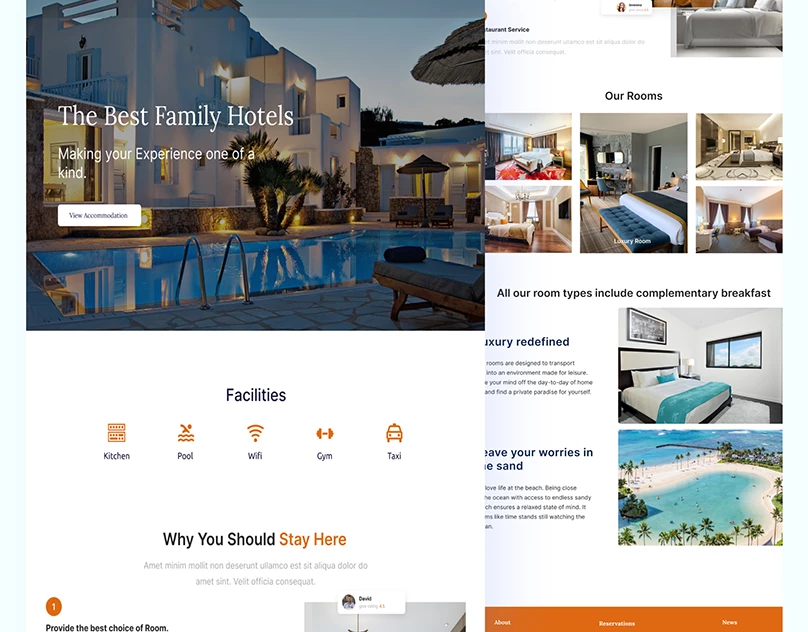 The Best Family Hotels
Making your Experience one of a
kind.
View Accommodation
Facilities
Kitchen
Pool
Wifi
Gym
Taxi
Why You Should Stay Here
Amet minim mollit non deserunt ullamco est sit aliqua dolor do
amet sint. Velit officia consequat.
1
Provide the best choice of Room.
David
staurant Service
et minim mollit non deserunt ullamco est sit aliqua dolor do
et sint. Velit officia consequat.
Our Rooms
Luxury Room
All our room types include complementary breakfast
uxury redefined
rooms are designed to transport
into an environment made for leisure.
e your mind off the day-to-day of home
and find a private paradise for yourself.
eave your worries in
he sand
love life at the beach. Being close
he ocean with access to endless sandy
ch ensures a relaxed state of mind. It
ms like time stands still watching the
an.
About
Reservations
News